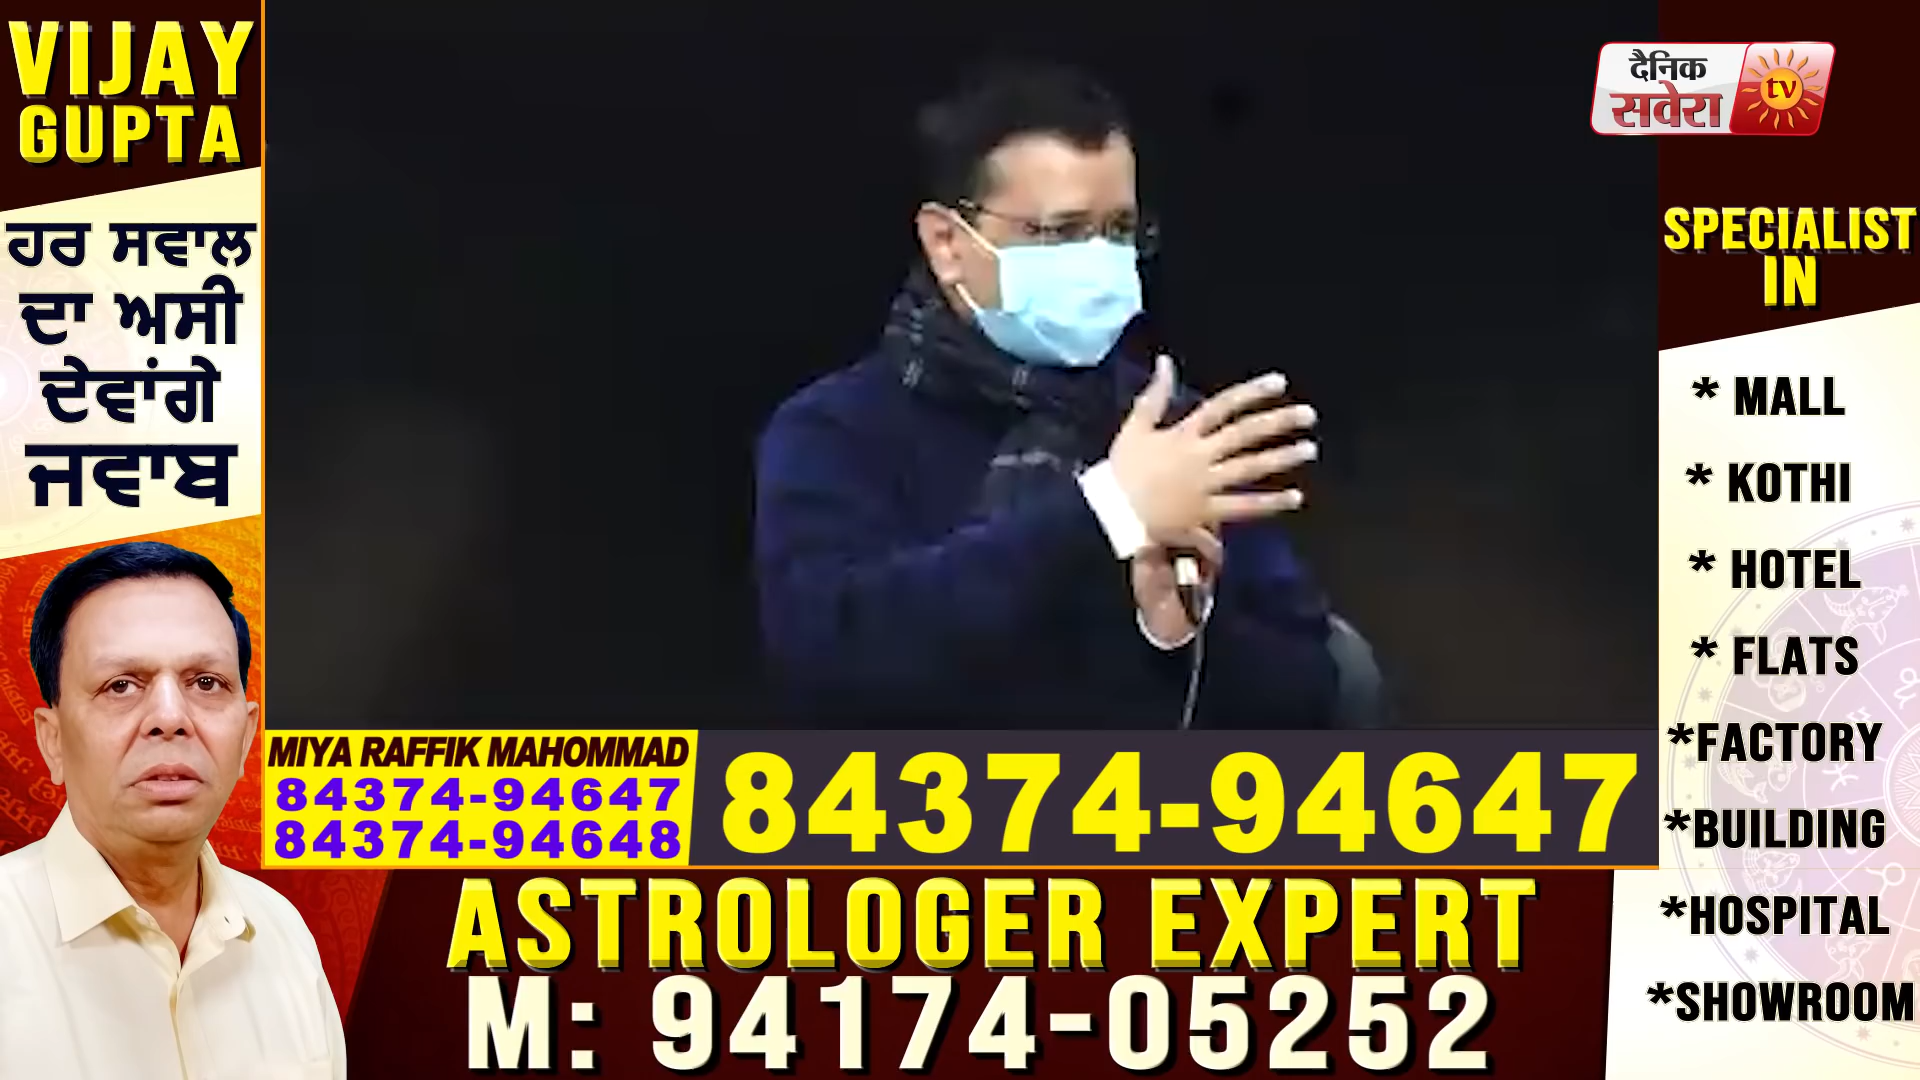 VIJAY
GUPTA
ਹਰ ਸਵਾਲ
ਦਾ ਅਸੀ
ਦੇਵਾਂਗੇ
ਜਵਾਬ
दैनिक
सवेरा
tv
SPECIALIST
IN
* MALL
* KOTHI
* HOTEL
* FLATS
*FACTORY
*BUILDING
*HOSPITAL
*SHOWROOM
MIYA RAFFIK MAHOMMAD
84374-94647
84374-94648
84374-94647
ASTROLOGER EXPERT
M: 94174-05252